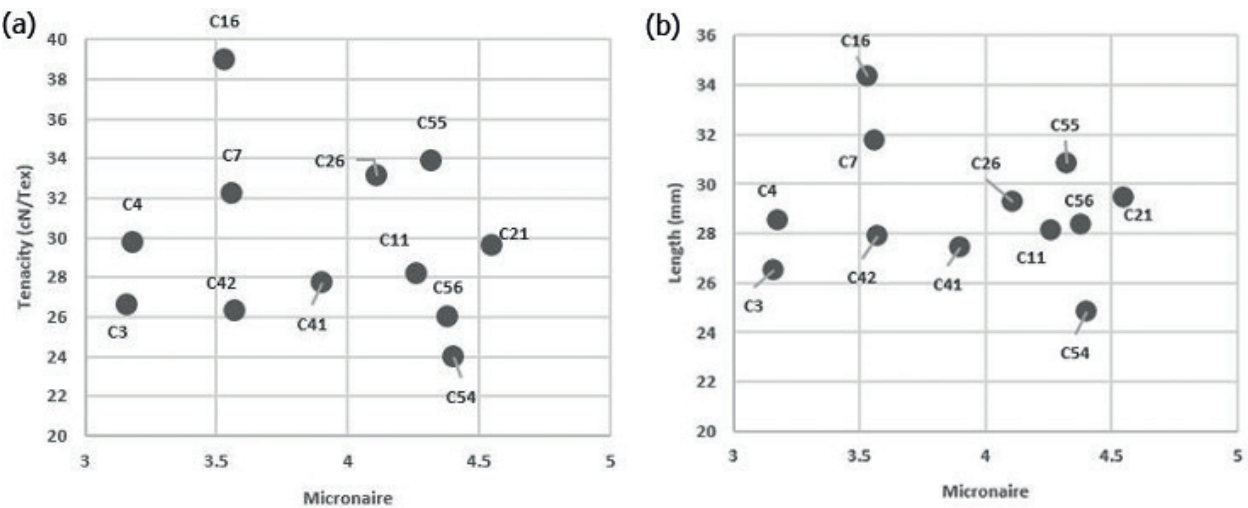 (a)
Tenacity (cN/Tex)
40
38
36
34
32
30
28
26
24
22
20
C16
C55
C7
C26
C4
C11
C21
C42
C56
C41
C3
C54
3 3.5 4 4.5 5
Micronaire
(b)
Length (mm)
36
34
32
30
28
26
24
22
20
C16
C55
C7
C26
C4
C56
C21
C11
C42
C41
C3
C54
3 3.5 4 4.5 5
Micronaire